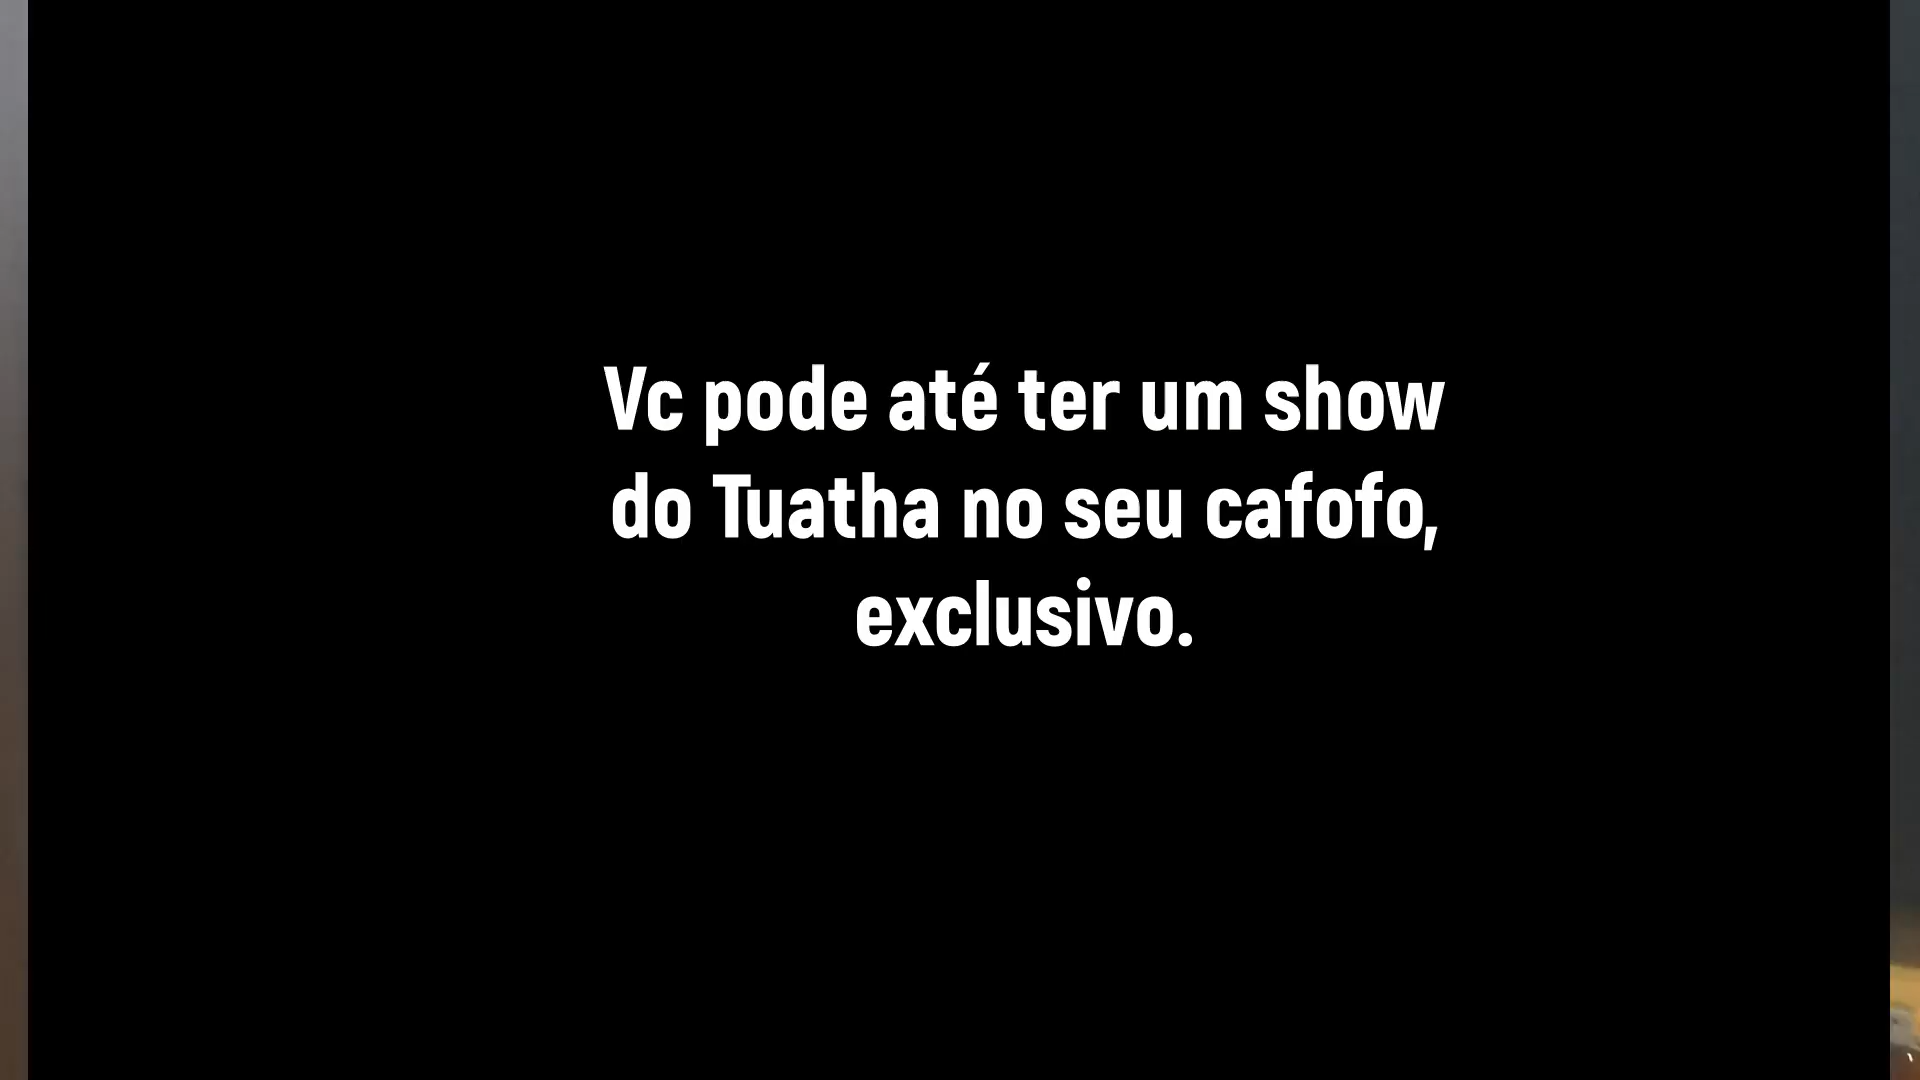 Vc pode até ter um show
do Tuatha no seu cafofo,
exclusivo.